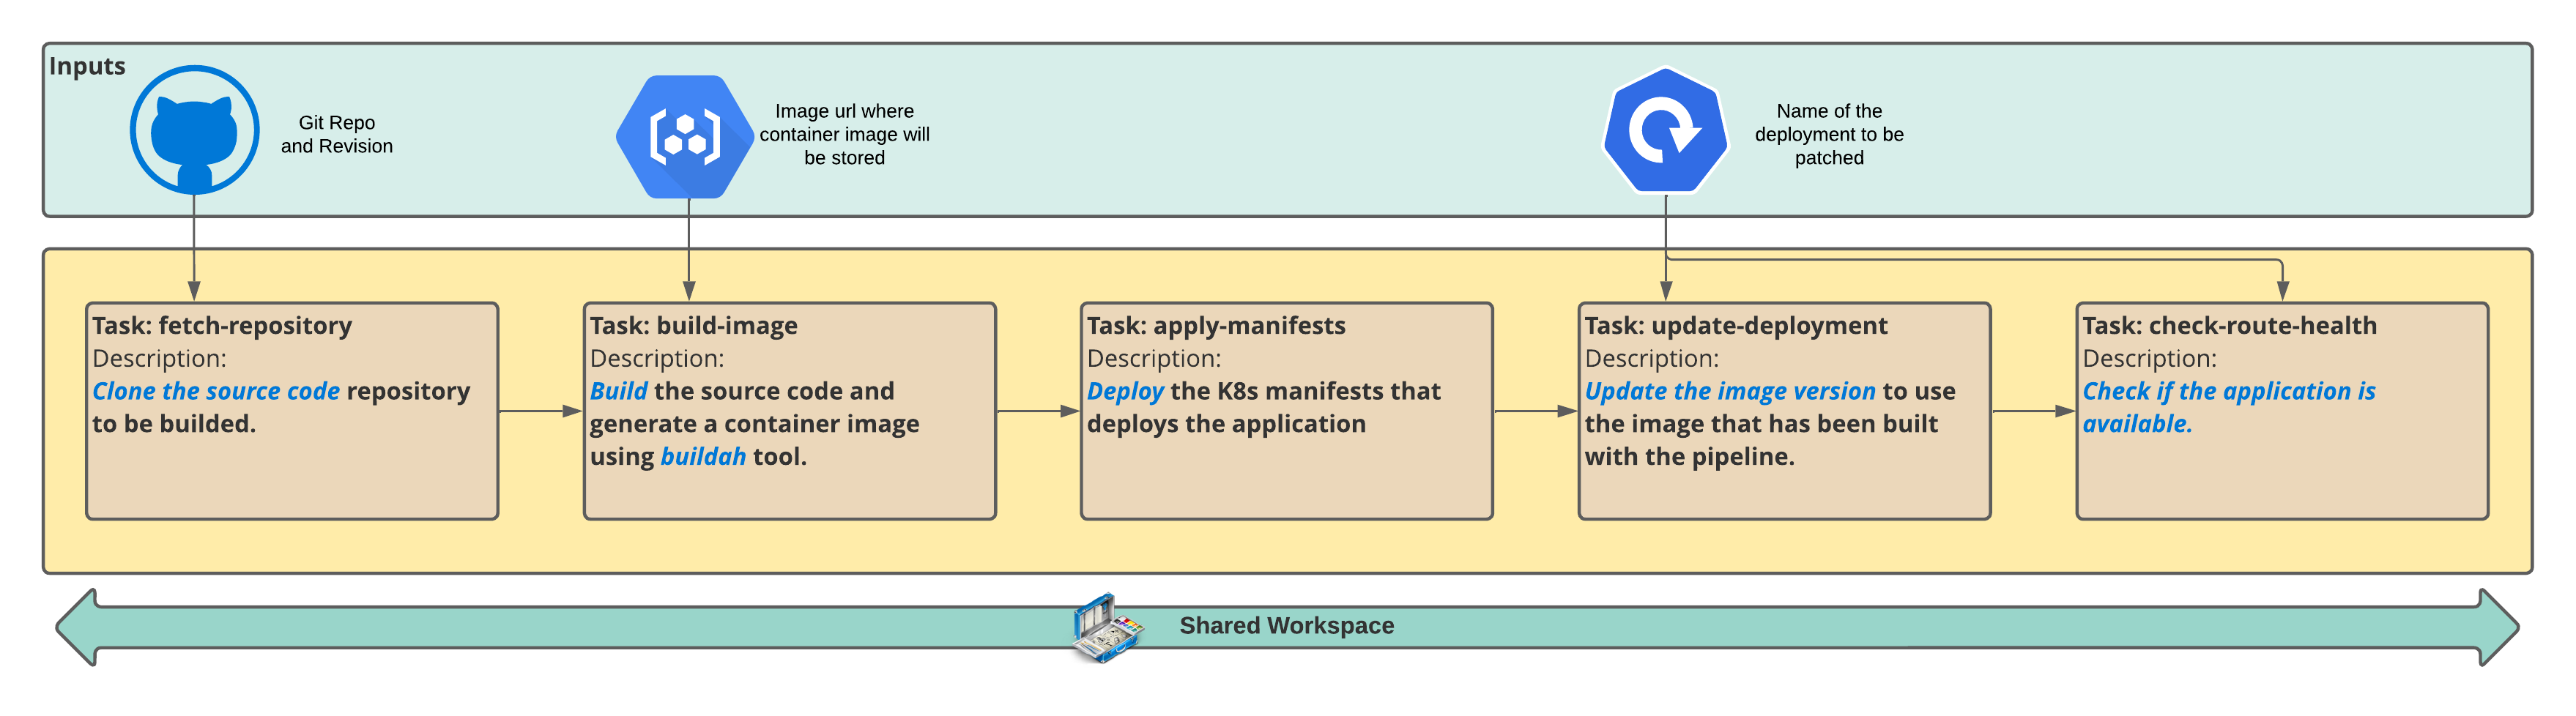 Inputs
Git Repo
and Revision
Image url where
container image will
be stored
Name of the
deployment to be
patched
Task: fetch-repository
Description:
Clone the source code repository
to be builded.
Task: build-image
Description:
Build the source code and
generate a container image
using buildah tool.
Task: apply-manifests
Description:
Deploy the K8s manifests that
deploys the application
Task: update-deployment
Description:
Update the image version to use
the image that has been built
with the pipeline.
Task: check-route-health
Description:
Check if the application is
available.
Shared Workspace